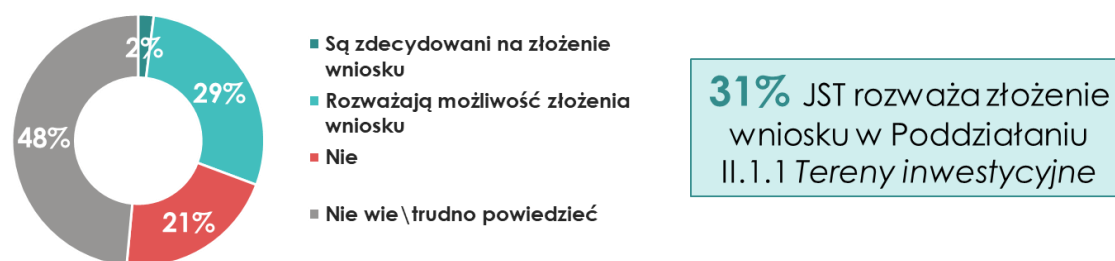 2%
29%
48%
21%
Są zdecydowani na złożenie
wniosku
Rozważają możliwość złożenia
wniosku
Nie
Nie wie\trudno powiedzieć
31% JST rozważa złożenie
wniosku w Poddziałaniu
II.1.1 Tereny inwestycyjne